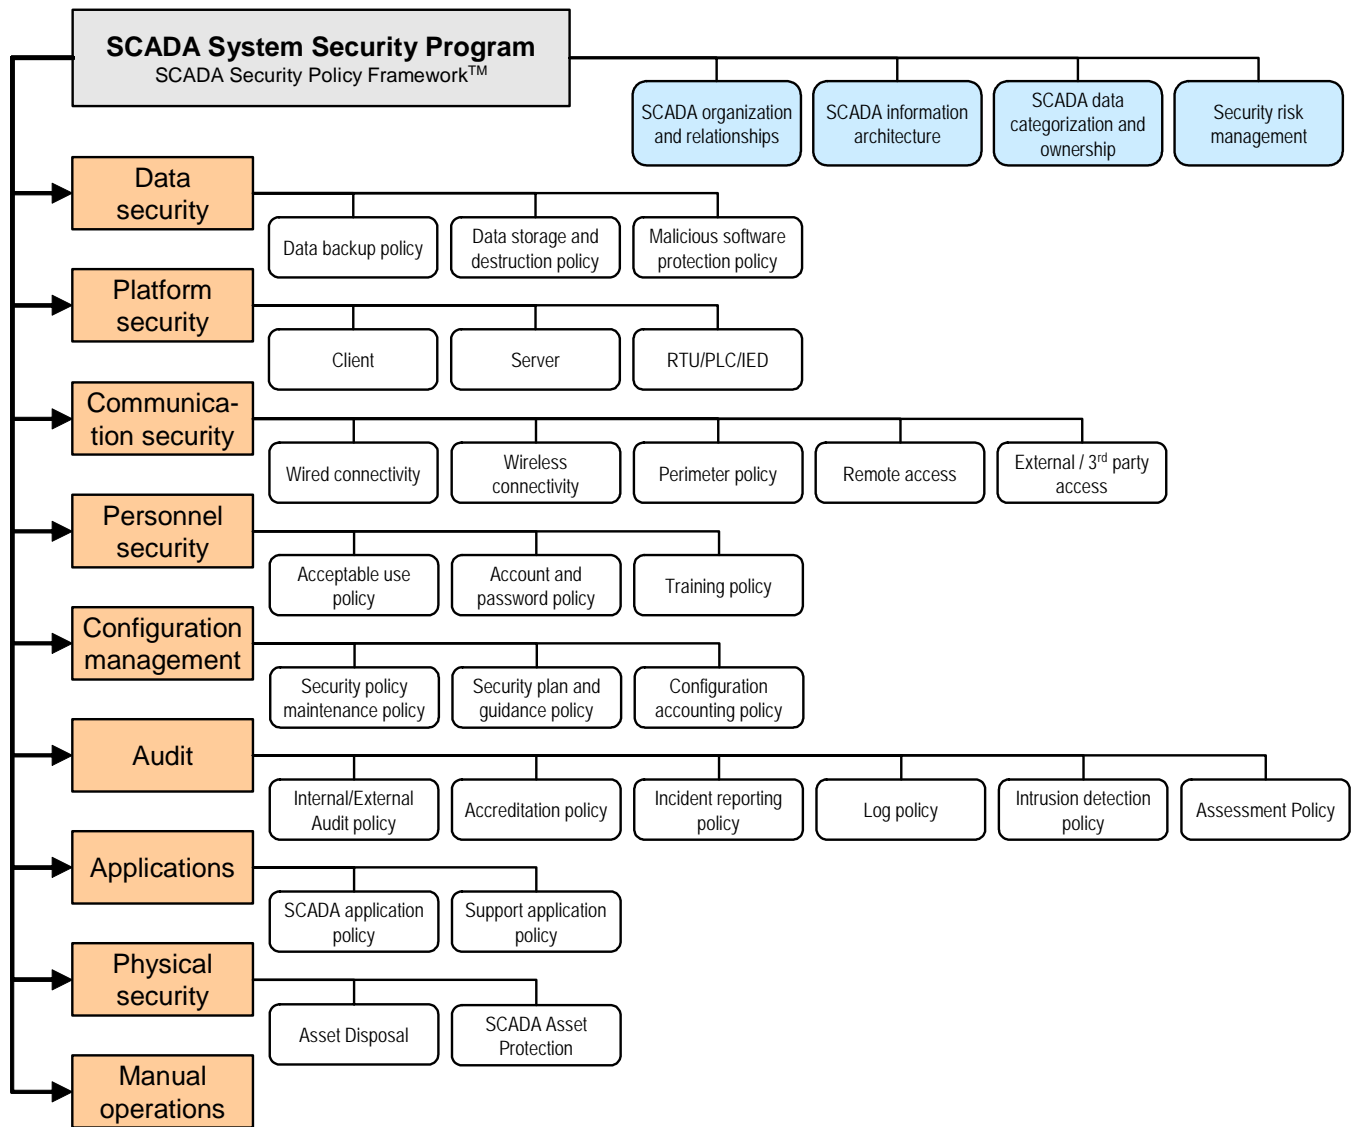 SCADA System Security Program
SCADA Security Policy Framework™
SCADA organization
and relationships
SCADA information
architecture
SCADA data
categorization and
ownership
Security risk
management
Data
security
Data backup policy
Data storage and
destruction policy
Malicious software
protection policy
Platform
security
Client
Server
RTU/PLC/IED
Communica-
tion security
Wired connectivity
Wireless
connectivity
Perimeter policy
Remote access
External / 3rd party
access
Personnel
security
Acceptable use
policy
Account and
password policy
Training policy
Configuration
management
Security policy
maintenance policy
Security plan and
guidance policy
Configuration
accounting policy
Audit
Internal/External
Audit policy
Accreditation policy
Incident reporting
policy
Log policy
Intrusion detection
policy
Assessment Policy
Applications
SCADA application
policy
Support application
policy
Physical
security
Asset Disposal
SCADA Asset
Protection
Manual
operations